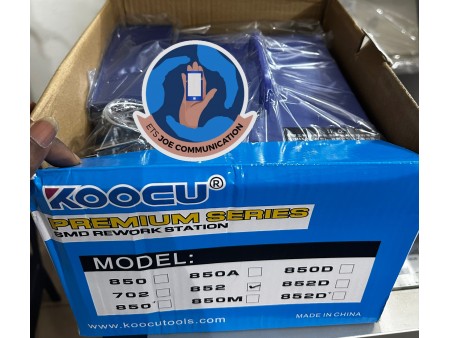 ETS JOE COMMUNICATION
KOOCU®
PREMIUM SERIES
SMD REWORK STATION
MODEL:
850 850A 850D
702 852 ✓ 852D
850+ 850M 852D+
www.koocutools.com MADE IN CHINA